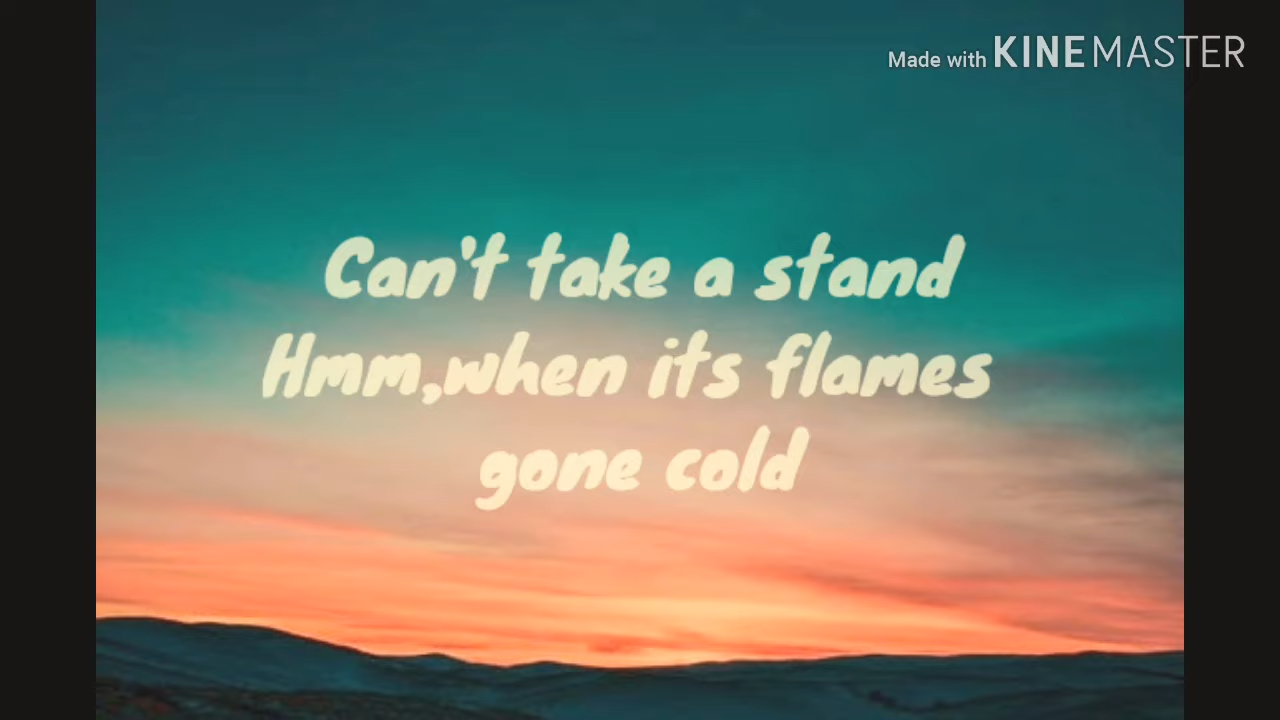 Made with KINEMASTER
Can't take a stand
Hmm,when its flames
gone cold